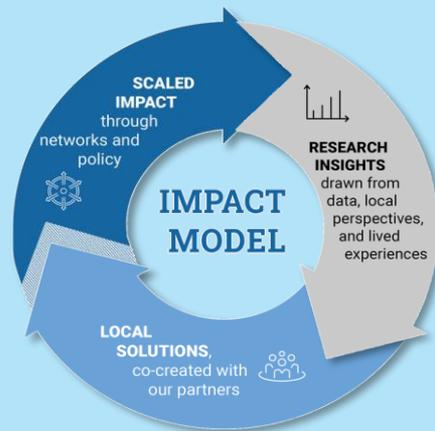 SCALED
IMPACT
through
networks and
policy
RESEARCH
INSIGHTS
drawn from
data, local
perspectives,
and lived
experiences
IMPACT
MODEL
LOCAL
SOLUTIONS,
co-created with
our partners